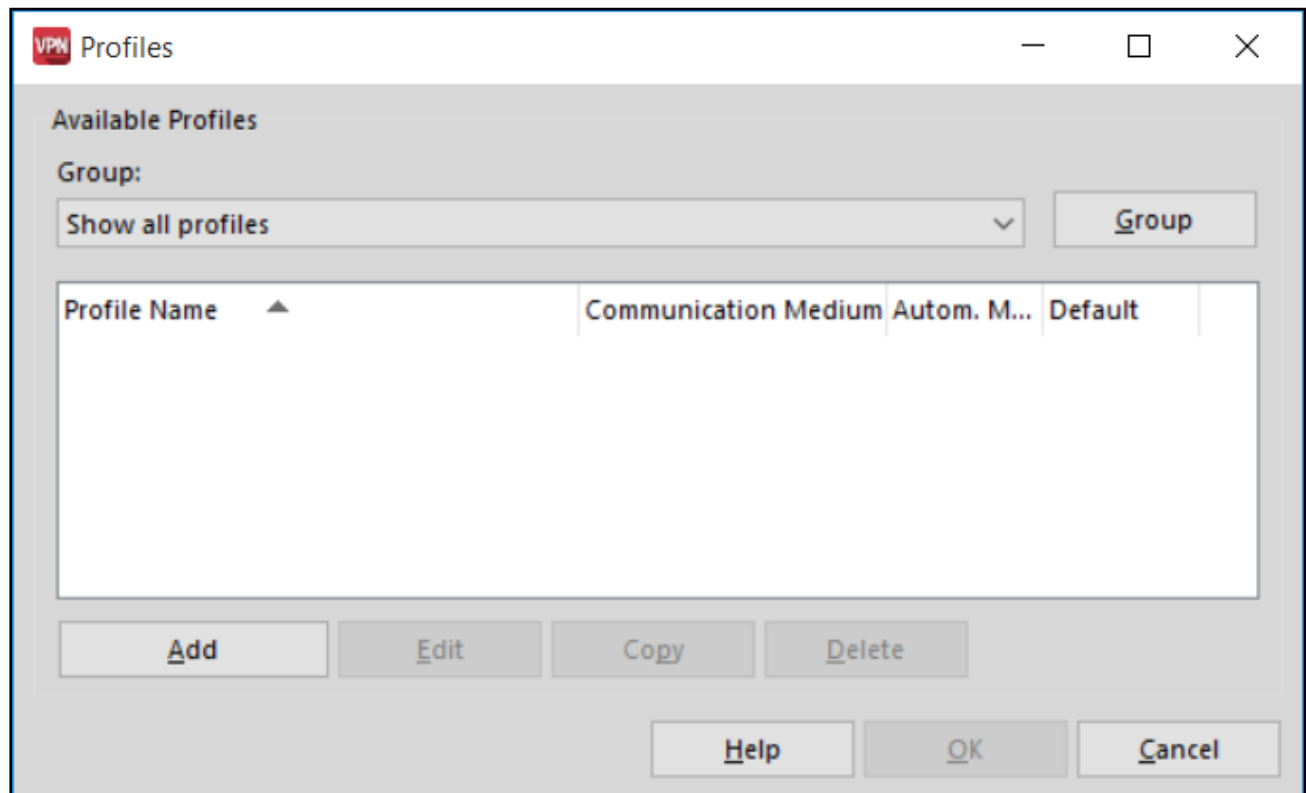 VPN Profiles
Available Profiles
Group:
Show all profiles Group
Profile Name Communication Medium Autom. M... Default
Add Edit Copy Delete
Help OK Cancel